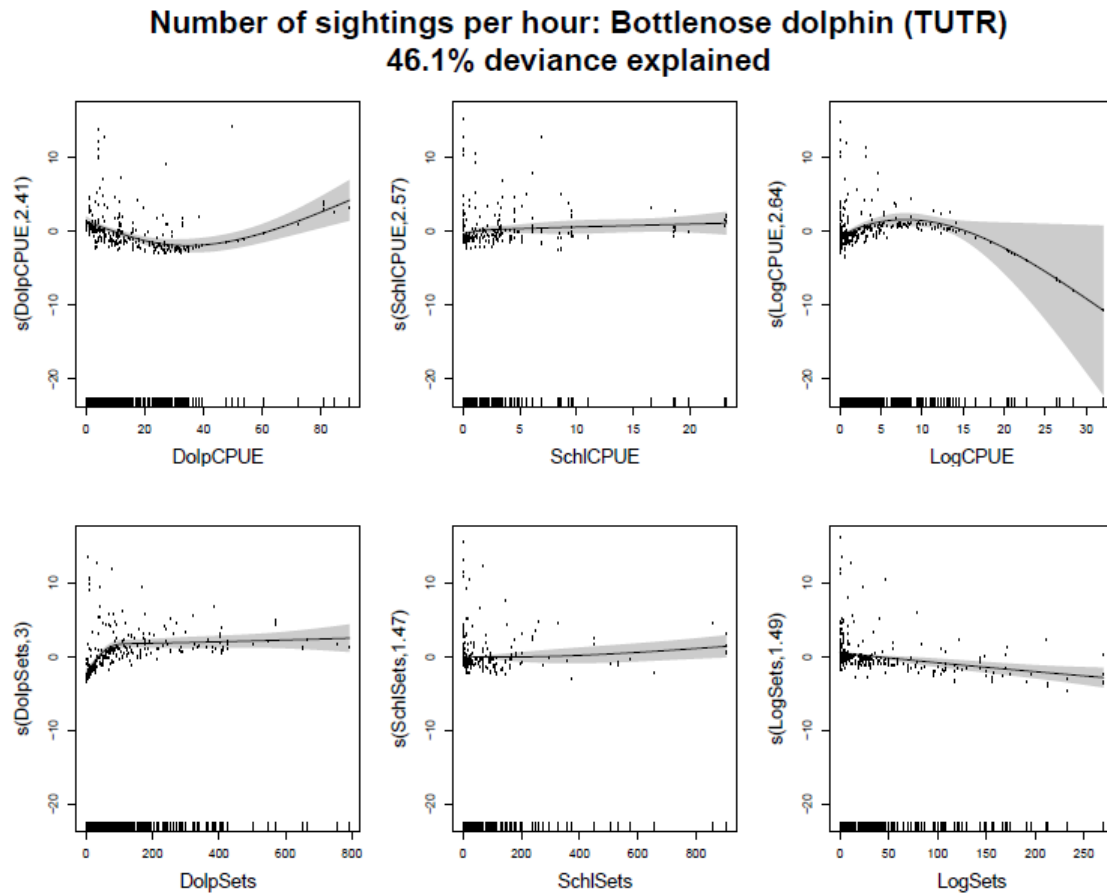 Number of sightings per hour: Bottlenose dolphin (TUTR)
46.1% deviance explained
s(DolpCPUE,2.41)
10
0
−10
−20
0 20 40 60 80
DolpCPUE
s(SchlCPUE,2.57)
10
0
−10
−20
0 5 10 15 20
SchlCPUE
s(LogCPUE,2.64)
10
0
−10
−20
0 5 10 15 20 25 30
LogCPUE
s(DolpSets,3)
10
0
−10
−20
0 200 400 600 800
DolpSets
s(SchlSets,1.47)
10
0
−10
−20
0 200 400 600 800
SchlSets
s(LogSets,1.49)
10
0
−10
−20
0 50 100 150 200 250
LogSets